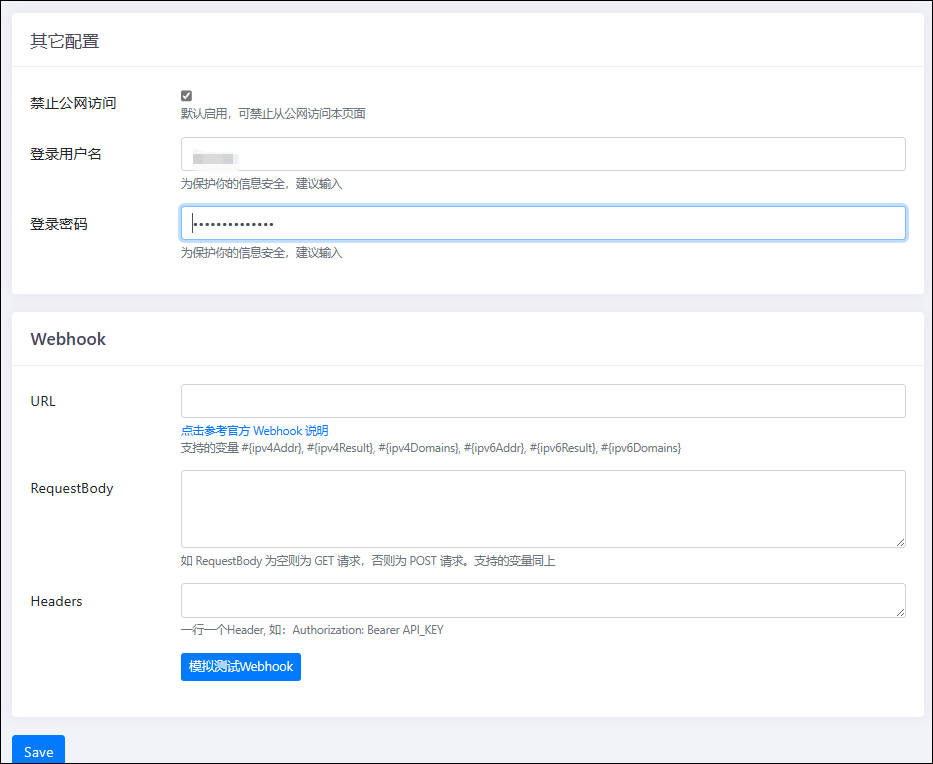 其它配置
禁止公网访问
默认启用，可禁止从公网访问本页面
登录用户名
为保护你的信息安全，建议输入
登录密码
••••••••••••••
为保护你的信息安全，建议输入
Webhook
URL
点击参考官方 Webhook 说明
支持的变量 #{ipv4Addr}, #{ipv4Result}, #{ipv4Domains}, #{ipv6Addr}, #{ipv6Result}, #{ipv6Domains}
RequestBody
如 RequestBody 为空则为 GET 请求，否则为 POST 请求。支持的变量同上
Headers
一行一个Header, 如：Authorization: Bearer API_KEY
模拟测试Webhook
Save